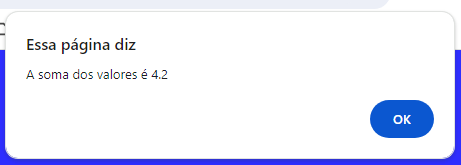 Essa página diz
A soma dos valores é 4.2
OK